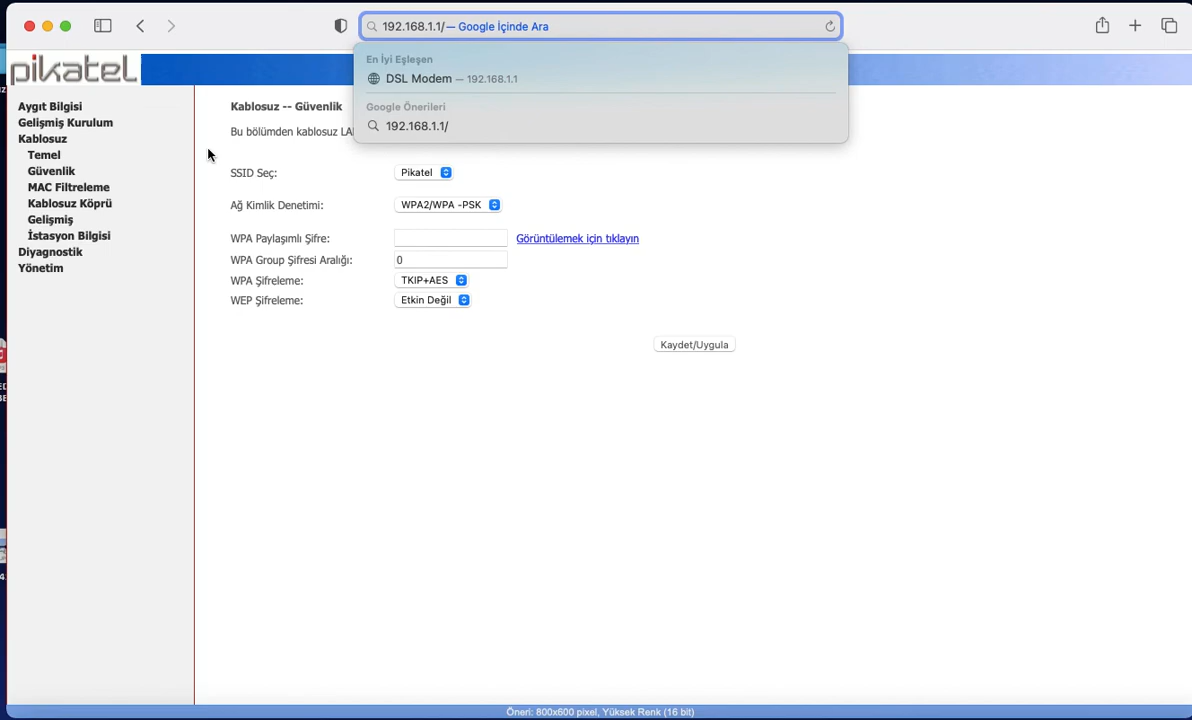 192.168.1.1/ — Google İçinde Ara
En İyi Eşleşen
DSL Modem — 192.168.1.1
Google Önerileri
192.168.1.1/
pikatel
Aygıt Bilgisi
Gelişmiş Kurulum
Kablosuz
Temel
Güvenlik
MAC Filtreleme
Kablosuz Köprü
Gelişmiş
İstasyon Bilgisi
Diyagnostik
Yönetim
Kablosuz -- Güvenlik
Bu bölümden kablosuz
SSID Seç: Pikatel
Ağ Kimlik Denetimi: WPA2/WPA -PSK
WPA Paylaşımlı Şifre: Görüntülemek için tıklayın
WPA Group Şifresi Aralığı: 0
WPA Şifreleme: TKIP+AES
WEP Şifreleme: Etkin Değil
Kaydet/Uygula
Öneri: 800x600 pixel, Yüksek Renk (16 bit)